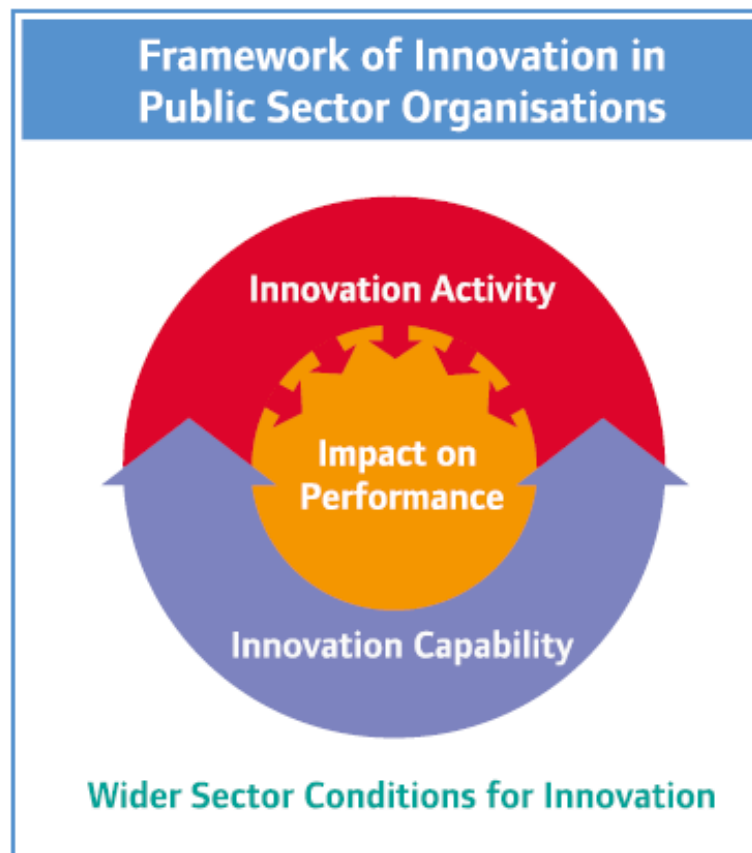 Framework of Innovation in
Public Sector Organisations
Innovation Activity
Impact on
Performance
Innovation Capability
Wider Sector Conditions for Innovation